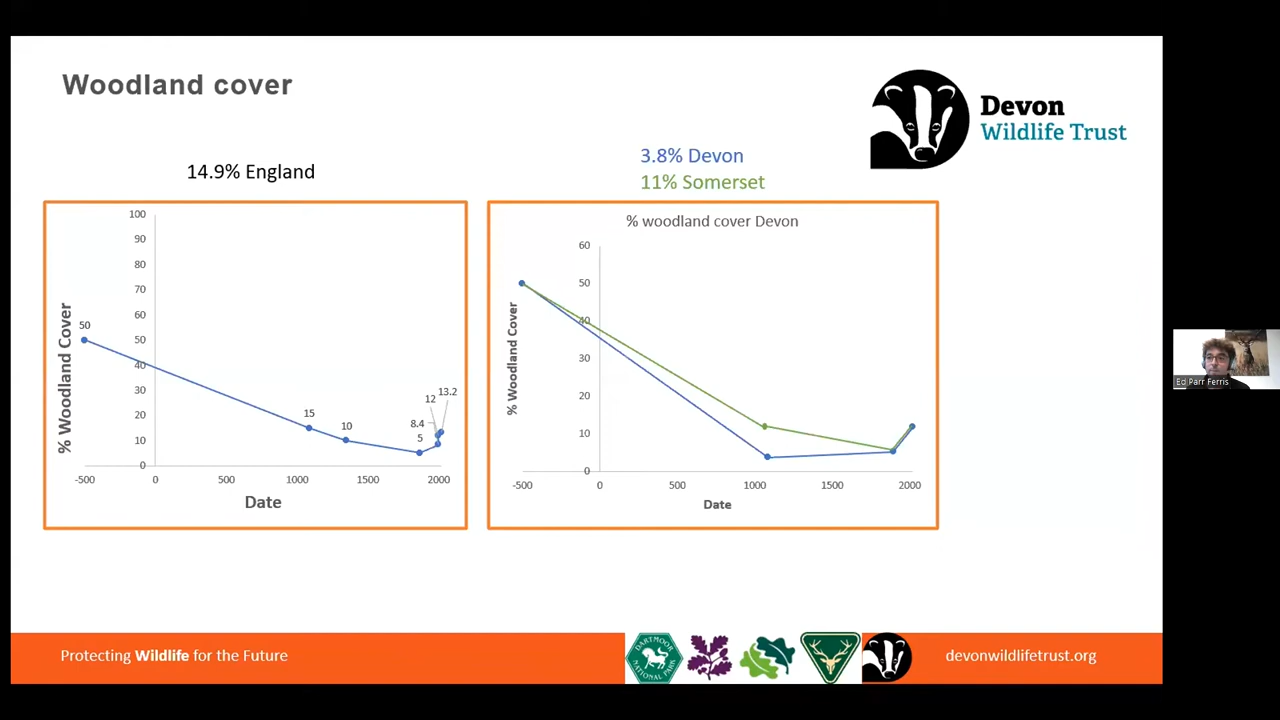 Woodland cover
Devon
Wildlife Trust
14.9% England
3.8% Devon
11% Somerset
100
90
80
70
60
50
40
30
20
10
0
-500
0
500
1000
1500
2000
50
15
10
5
8.4
12
13.2
% Woodland Cover
Date
% woodland cover Devon
60
50
40
30
20
10
0
-500
0
500
1000
1500
2000
% Woodland Cover
Date
Ed Parr Ferris
Protecting Wildlife for the Future
DARTMOOR
NATIONAL PARK
devonwildlifetrust.org